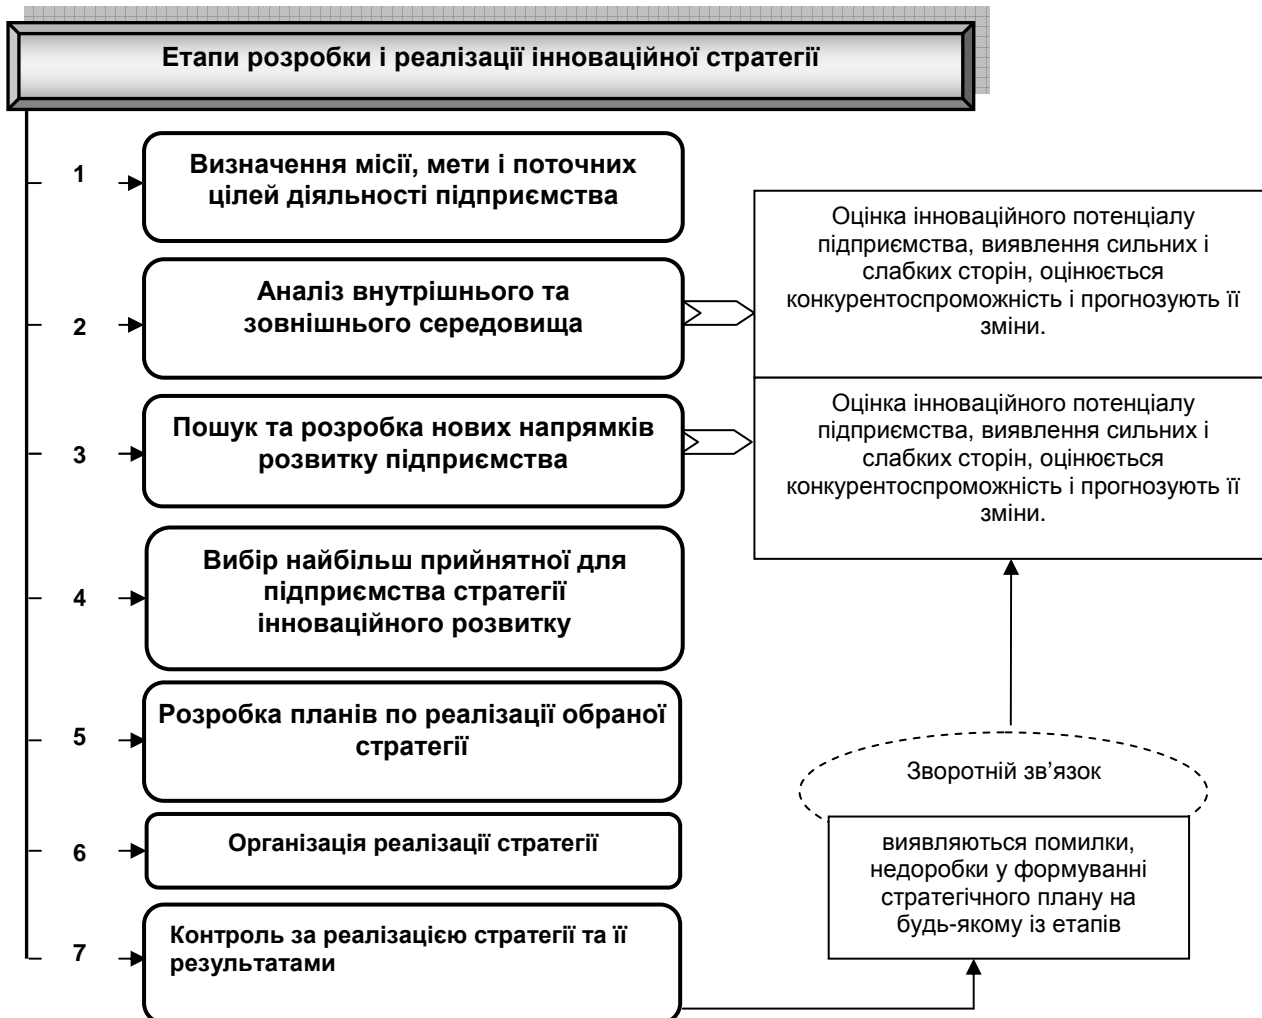 Етапи розробки і реалізації інноваційної стратегії
1
Визначення місії, мети і поточних
цілей діяльності підприємства
2
Аналіз внутрішнього та
зовнішнього середовища
Оцінка інноваційного потенціалу
підприємства, виявлення сильних і
слабких сторін, оцінюється
конкурентоспроможність і прогнозують її
зміни.
3
Пошук та розробка нових напрямків
розвитку підприємства
Оцінка інноваційного потенціалу
підприємства, виявлення сильних і
слабких сторін, оцінюється
конкурентоспроможність і прогнозують її
зміни.
4
Вибір найбільш прийнятної для
підприємства стратегії
інноваційного розвитку
5
Розробка планів по реалізації обраної
стратегії
6
Організація реалізації стратегії
7
Контроль за реалізацією стратегії та її
результатами
Зворотній зв’язок
виявляються помилки,
недоробки у формуванні
стратегічного плану на
будь-якому із етапів